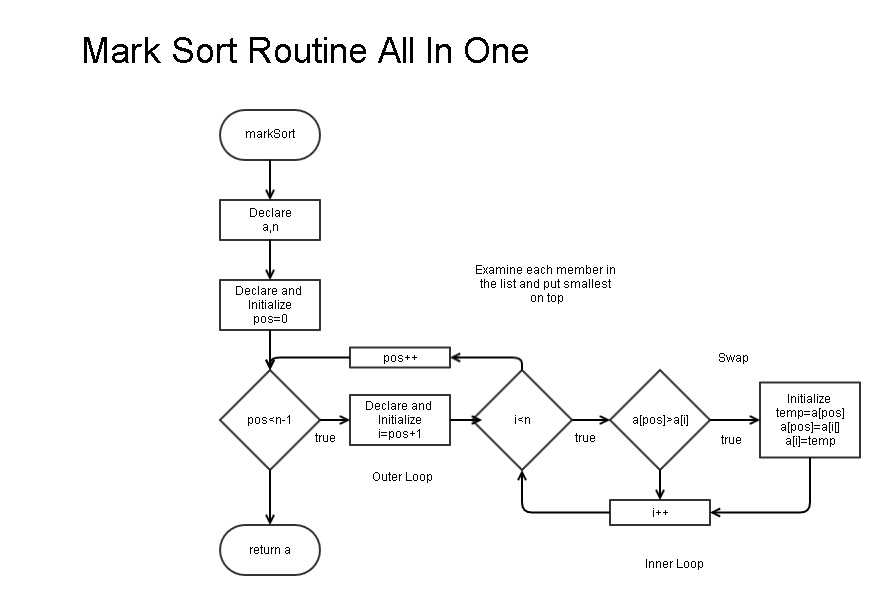 Mark Sort Routine All In One
markSort
Declare
a,n
Declare and
Initialize
pos=0
Examine each member in
the list and put smallest
on top
pos++
Swap
pos<n-1
true
Declare and
Initialize
i=pos+1
i<n
true
a[pos]>a[i]
true
Initialize
temp=a[pos]
a[pos]=a[i[]
a[i]=temp
Outer Loop
i++
return a
Inner Loop